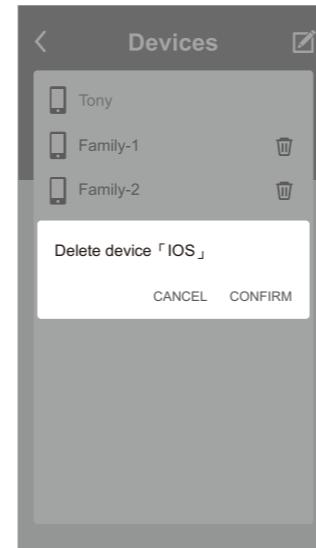 Devices
Tony
Family-1
Family-2
Delete device「IOS」
CANCEL CONFIRM